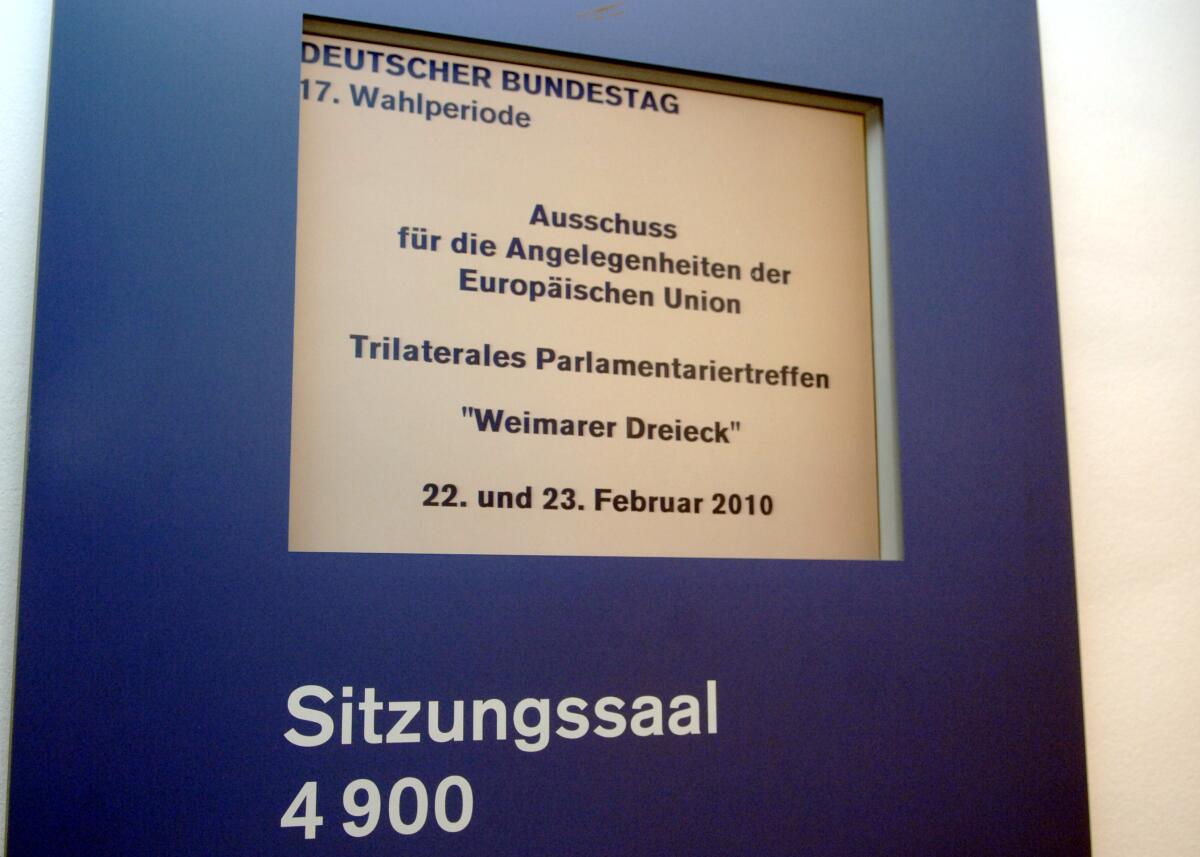 DEUTSCHER BUNDESTAG
17. Wahlperiode
Ausschuss
für die Angelegenheiten der
Europäischen Union
Trilaterales Parlamentariertreffen
"Weimarer Dreieck"
22. und 23. Februar 2010
Sitzungssaal
4 900